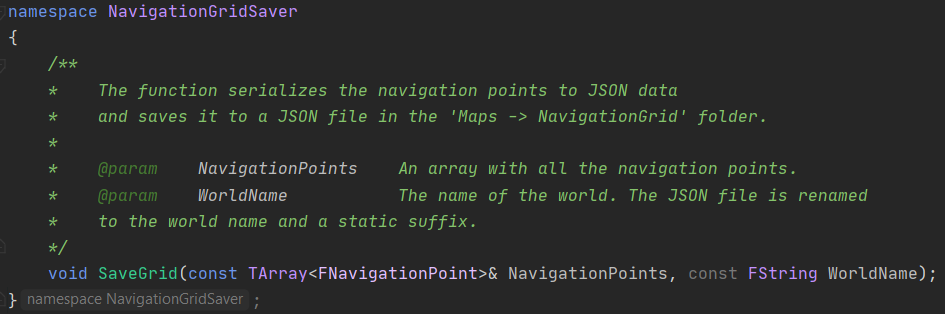 namespace NavigationGridSaver
{
    /**
    *    The function serializes the navigation points to JSON data
    *    and saves it to a JSON file in the 'Maps -> NavigationGrid' folder.
    *
    *    @param    NavigationPoints    An array with all the navigation points.
    *    @param    WorldName           The name of the world. The JSON file is renamed
    *    to the world name and a static suffix.
    */
    void SaveGrid(const TArray<FNavigationPoint>& NavigationPoints, const FString WorldName);
} namespace NavigationGridSaver ;